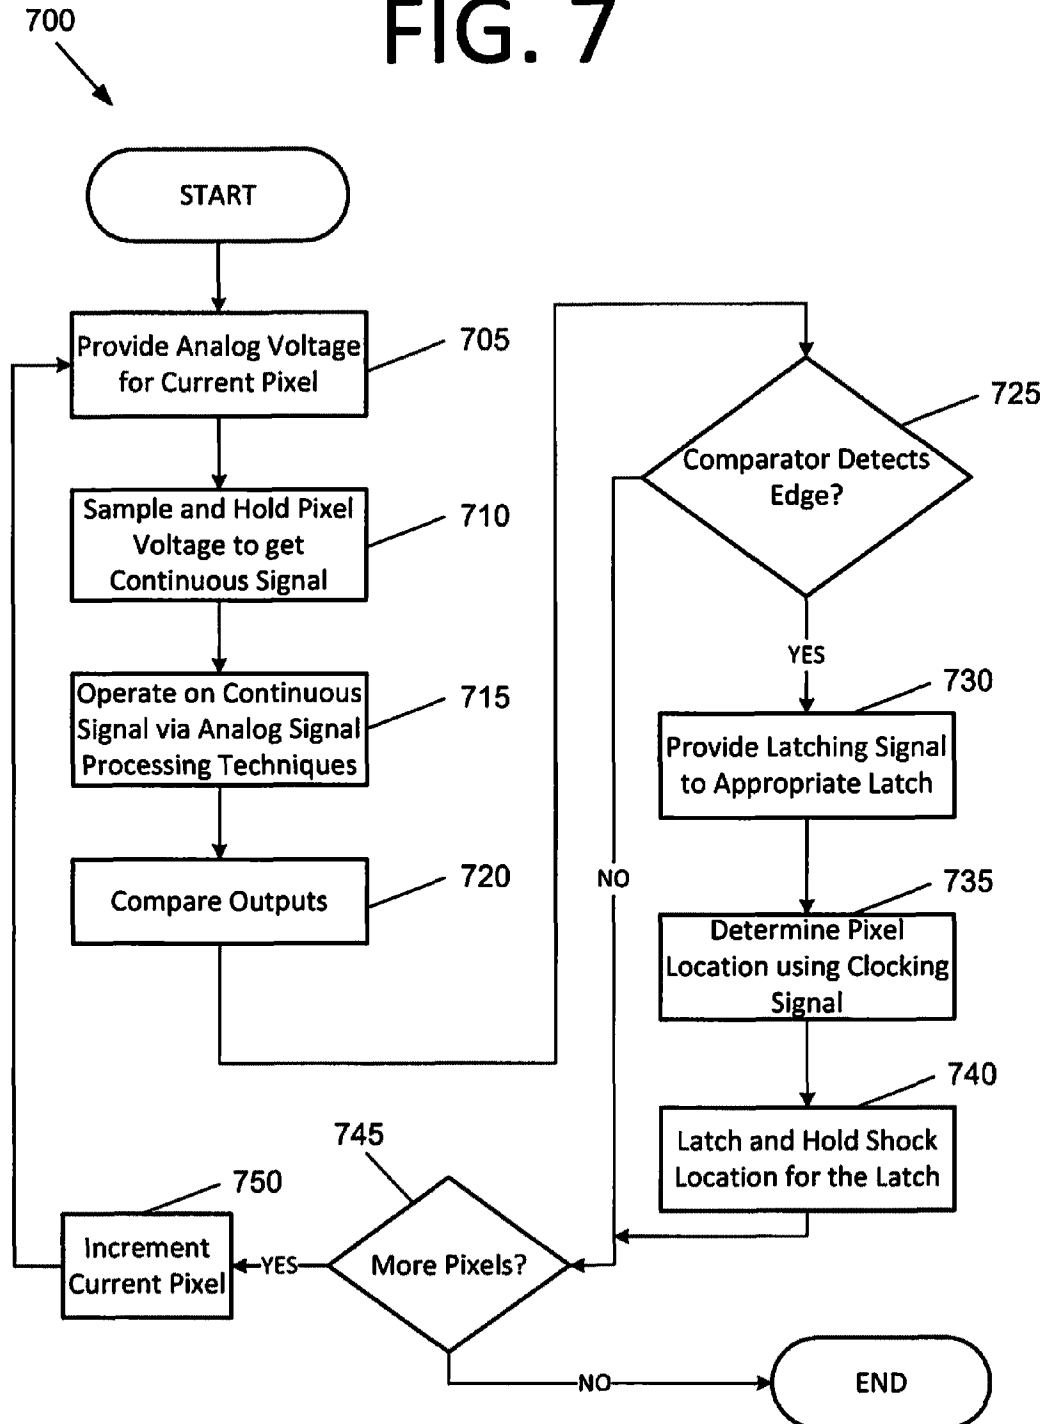 700
FIG. 7
START
Provide Analog Voltage
for Current Pixel
705
Sample and Hold Pixel
Voltage to get
Continuous Signal
710
Operate on Continuous
Signal via Analog Signal
Processing Techniques
715
Compare Outputs
720
Comparator Detects
Edge?
725
YES
NO
Provide Latching Signal
to Appropriate Latch
730
Determine Pixel
Location using Clocking
Signal
735
Latch and Hold Shock
Location for the Latch
740
More Pixels?
745
YES
Increment
Current Pixel
750
NO
END